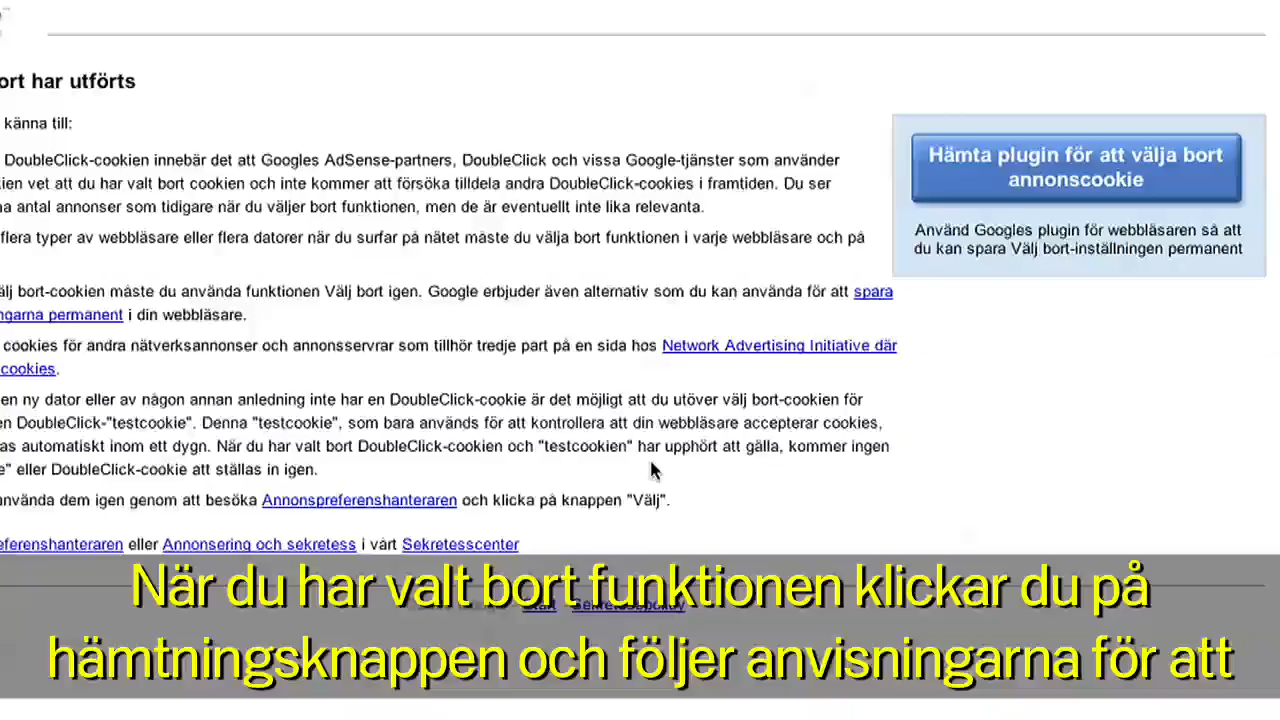 ort har utförts
känna till:
DoubleClick-cookien innebär det att Googles AdSense-partners, DoubleClick och vissa Google-tjänster som använder
ien vet att du har valt bort cookien och inte kommer att försöka tilldela andra DoubleClick-cookies i framtiden. Du ser
na antal annonser som tidigare när du väljer bort funktionen, men de är eventuellt inte lika relevanta.
flera typer av webbläsare eller flera datorer när du surfar på nätet måste du välja bort funktionen i varje webbläsare och på
älj bort-cookien måste du använda funktionen Välj bort igen. Google erbjuder även alternativ som du kan använda för att spara
ngarna permanent i din webbläsare.
cookies för andra nätverksannonser och annonsservrar som tillhör tredje part på en sida hos Network Advertising Initiative där
cookies.
en ny dator eller av någon annan anledning inte har en DoubleClick-cookie är det möjligt att du utöver välj bort-cookien för
en DoubleClick-"testcookie". Denna "testcookie", som bara används för att kontrollera att din webbläsare accepterar cookies,
as automatiskt inom ett dygn. När du har valt bort DoubleClick-cookien och "testcookien" har upphört att gälla, kommer ingen
e" eller DoubleClick-cookie att ställas in igen.
använda dem igen genom att besöka Annonspreferenshanteraren och klicka på knappen "Välj".
eferenshanteraren eller Annonsering och sekretess i vårt Sekretesscenter
Hämta plugin för att välja bort
annonscookie
Använd Googles plugin för webbläsaren så att
du kan spara Välj bort-inställningen permanent
Sekretesspolicy
När du har valt bort funktionen klickar du på
hämtningsknappen och följer anvisningarna för att